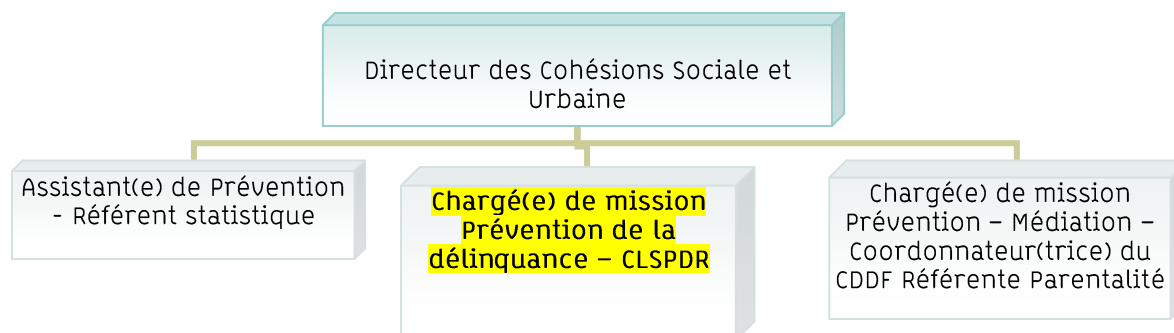 Directeur des Cohésions Sociale et
Urbaine
Assistant(e) de Prévention
- Référent statistique
Chargé(e) de mission
Prévention de la
délinquance – CLSPDR
Chargé(e) de mission
Prévention – Médiation –
Coordonnateur(trice) du
CDDF Référente Parentalité